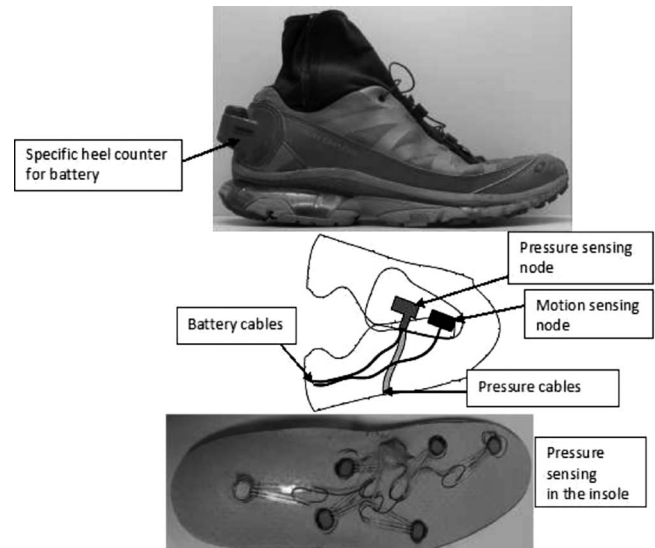 Specific heel counter
for battery
Pressure sensing
node
Motion sensing
node
Battery cables
Pressure cables
Pressure
sensing
in the insole